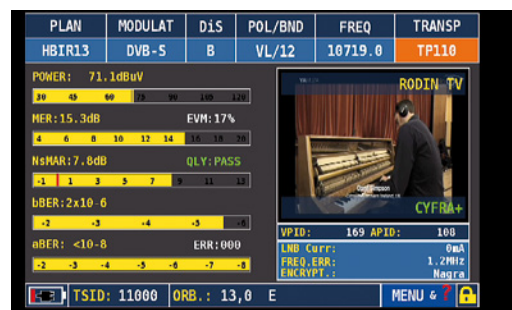 PLAN MODULAT DiS POL/BND FREQ TRANSP
HBIR13 DVB-S B VL/12 10719.0 TP110
POWER: 71.1dBuV
30 45 60 75 90 105 120
MER:15.3dB EVM:17%
4 6 8 10 12 14 16 18 20
NsMAR:7.8dB QLY:PASS
-1 1 3 5 7 9 11 13
bBER:2x10-6
-2 -3 -4 -5 -6
aBER: <10-8 ERR:000
-2 -3 -4 -5 -6 -7 -8
RODIN TV
Simpson
CYFRA+
VPID: 169 APID: 108
LNB Curr: 0mA
FREQ.ERR: 1.2MHz
ENCRYPT.: Nagra
TSID: 11000 ORB.: 13,0 E MENU & ?